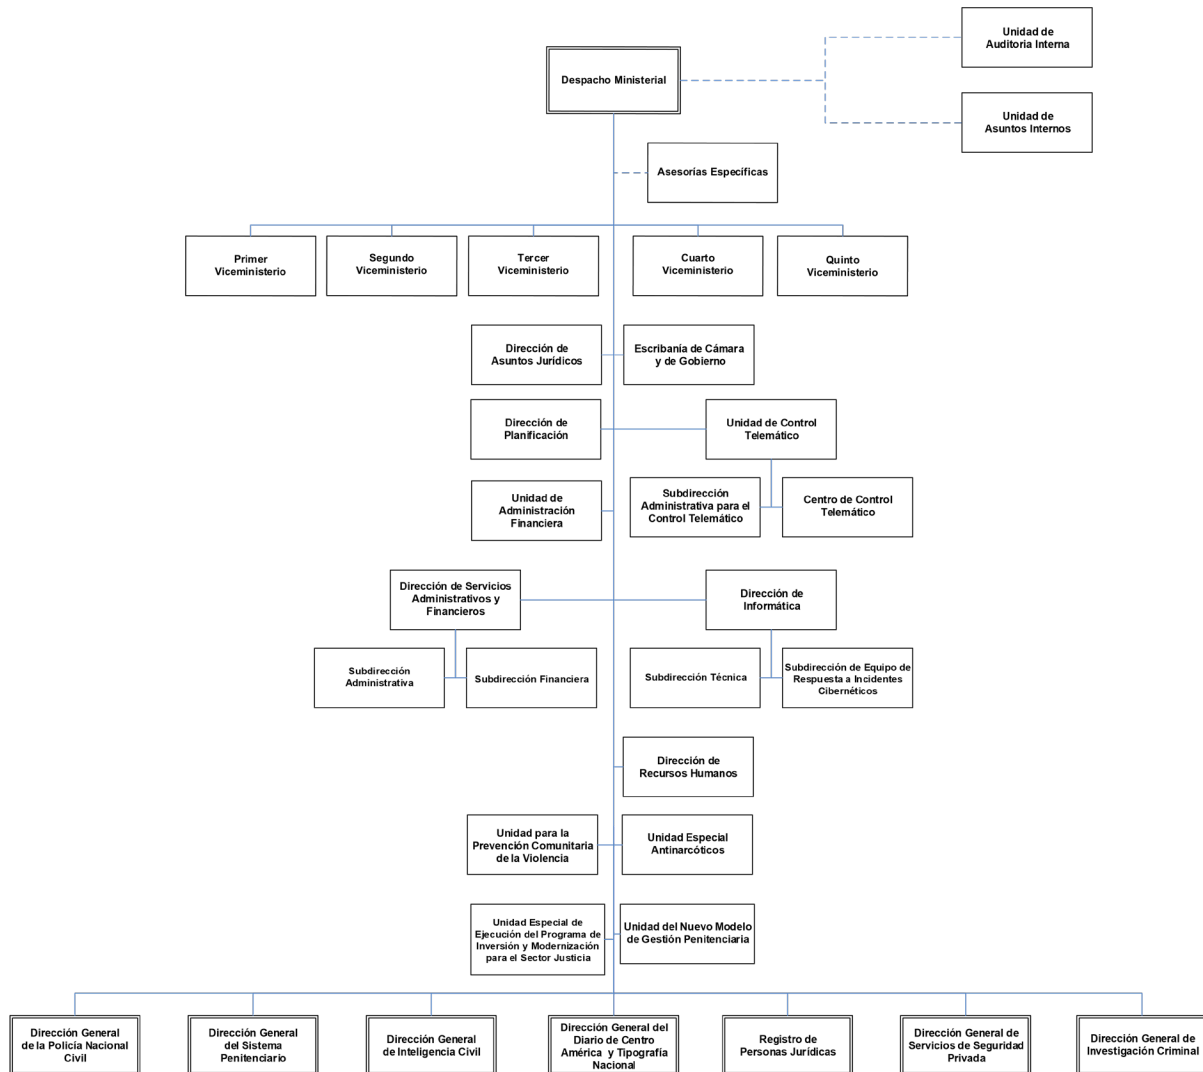 Unidad de
Auditoria Interna
Despacho Ministerial
Unidad de
Asuntos Internos
Asesorías Específicas
Primer
Viceministerio
Segundo
Viceministerio
Tercer
Viceministerio
Cuarto
Viceministerio
Quinto
Viceministerio
Dirección de
Asuntos Jurídicos
Escribanía de Cámara
y de Gobierno
Dirección de
Planificación
Unidad de Control
Telemático
Unidad de
Administración
Financiera
Subdirección
Administrativa para el
Control Telemático
Centro de Control
Telemático
Dirección de Servicios
Administrativos y
Financieros
Dirección de
Informática
Subdirección
Administrativa
Subdirección Financiera
Subdirección Técnica
Subdirección de Equipo de
Respuesta a Incidentes
Cibernéticos
Dirección de
Recursos Humanos
Unidad para la
Prevención Comunitaria
de la Violencia
Unidad Especial
Antinarcóticos
Unidad Especial de
Ejecución del Programa de
Inversión y Modernización
para el Sector Justicia
Unidad del Nuevo Modelo
de Gestión Penitenciaria
Dirección General
de la Policía Nacional
Civil
Dirección General
del Sistema
Penitenciario
Dirección General
de Inteligencia Civil
Dirección General del
Diario de Centro
América y Tipografía
Nacional
Registro de
Personas Jurídicas
Dirección General de
Servicios de Seguridad
Privada
Dirección General de
Investigación Criminal